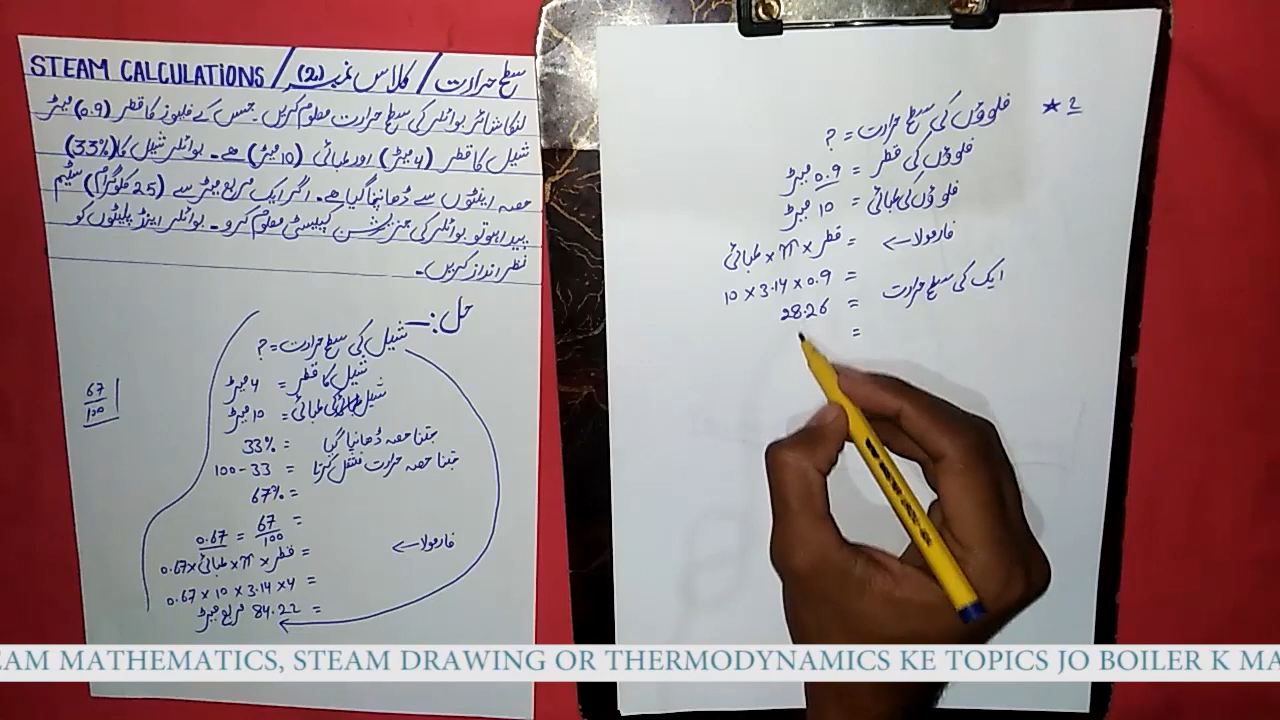 سطح حرارت / کلاس نمبر (2) / STEAM CALCULATIONS
لنکا شائر بوائلر کی سطح حرارت معلوم کریں۔ جس کے فلیوز کا قطر (0.9) میٹر
شیل کا قطر (4 میٹر) اور لمبائی (10 میٹر) ہے۔ بوائلر شیل کا (33%)
حصہ اینٹوں سے ڈھانپا گیا ہے۔ اگر ایک مربع میٹر سے (25 کلوگرام) سٹیم
پیدا ہو تو بوائلر کی جنریشن کپیسٹی معلوم کرو۔ بوائلر اینڈ پلیٹوں کو
نظر انداز کریں۔
حل:
شیل کی سطح حرارت = ?
شیل کا قطر = 4 میٹر
شیل کی لمبائی = 10 میٹر
جتنا حصہ ڈھانپا گیا = 33%
جتنا حصہ حرارت منتقل کرتا = 100-33
= 67%
= 67/100 = 0.67
فارمولا ← = قطر × π × لمبائی × 0.67
= 4 × 3.14 × 10 × 0.67
= 84.22 مربع میٹر
67/100
★ 2 فلوؤں کی سطح حرارت = ?
فلوؤں کی قطر = 0.9 میٹر
فلوؤں کی لمبائی = 10 میٹر
فارمولا ← = قطر × π × لمبائی
= 0.9 × 3.14 × 10
ایک کی سطح حرارت = 28.26
=
EAM MATHEMATICS, STEAM DRAWING OR THERMODYNAMICS KE TOPICS JO BOILER K MA